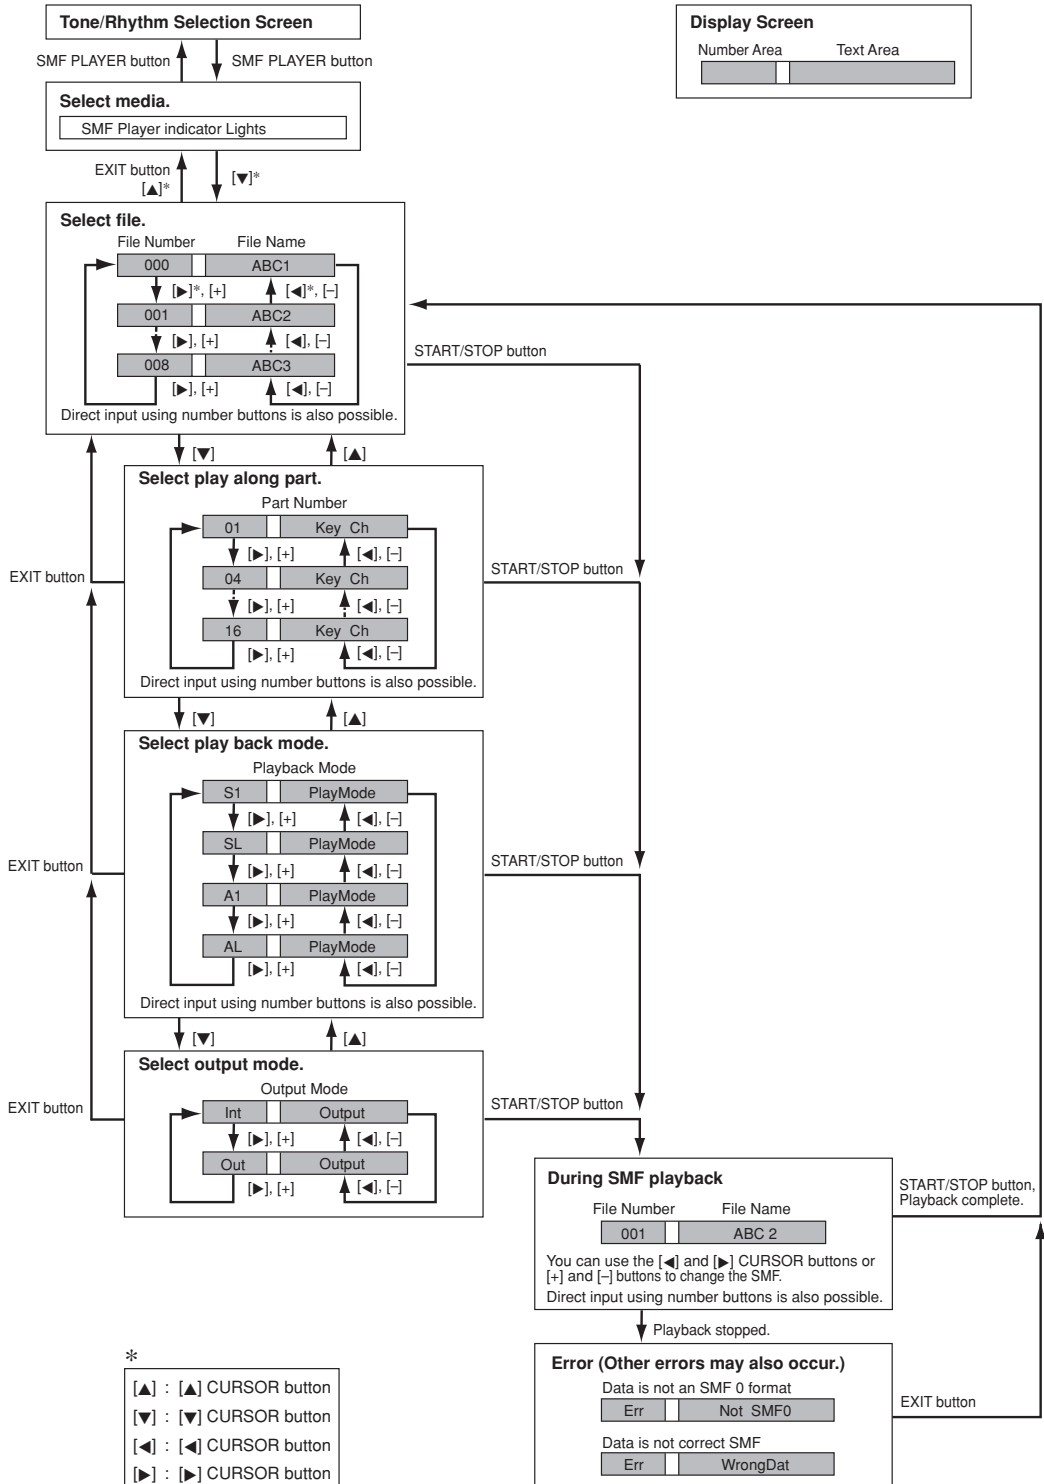 Tone/Rhythm Selection Screen
SMF PLAYER button
SMF PLAYER button
Display Screen
Number Area Text Area
Select media.
SMF Player indicator Lights
EXIT button
[▲]*
[▼]*
Select file.
File Number File Name
000 ABC1
[▶]*, [+] [◀]*, [–]
001 ABC2
[▶], [+] [◀], [–]
008 ABC3
[▶], [+] [◀], [–]
Direct input using number buttons is also possible.
START/STOP button
[▼] [▲]
Select play along part.
Part Number
01 Key Ch
[▶], [+] [◀], [–]
04 Key Ch
[▶], [+] [◀], [–]
16 Key Ch
[▶], [+] [◀], [–]
Direct input using number buttons is also possible.
EXIT button
START/STOP button
[▼] [▲]
Select play back mode.
Playback Mode
S1 PlayMode
[▶], [+] [◀], [–]
SL PlayMode
[▶], [+] [◀], [–]
A1 PlayMode
[▶], [+] [◀], [–]
AL PlayMode
[▶], [+] [◀], [–]
Direct input using number buttons is also possible.
EXIT button
START/STOP button
[▼] [▲]
Select output mode.
Output Mode
Int Output
[▶], [+] [◀], [–]
Out Output
[▶], [+] [◀], [–]
EXIT button
START/STOP button
During SMF playback
File Number File Name
001 ABC 2
You can use the [◀] and [▶] CURSOR buttons or
[+] and [–] buttons to change the SMF.
Direct input using number buttons is also possible.
START/STOP button,
Playback complete.
Playback stopped.
Error (Other errors may also occur.)
Data is not an SMF 0 format
Err Not SMF0
Data is not correct SMF
Err WrongDat
EXIT button
*
[▲] : [▲] CURSOR button
[▼] : [▼] CURSOR button
[◀] : [◀] CURSOR button
[▶] : [▶] CURSOR button